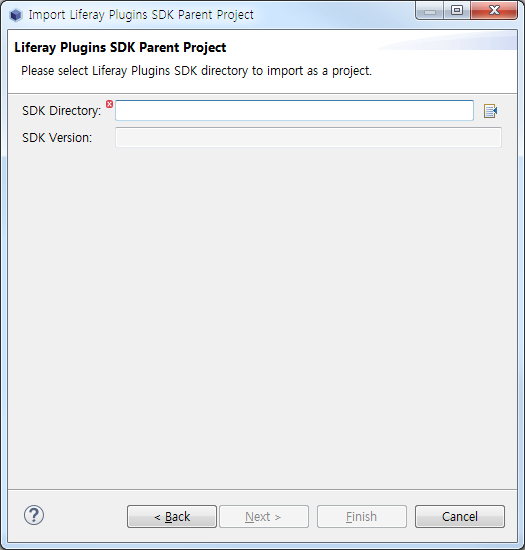 Import Liferay Plugins SDK Parent Project
Liferay Plugins SDK Parent Project
Please select Liferay Plugins SDK directory to import as a project.
SDK Directory:
SDK Version:
?
< Back
Next >
Finish
Cancel